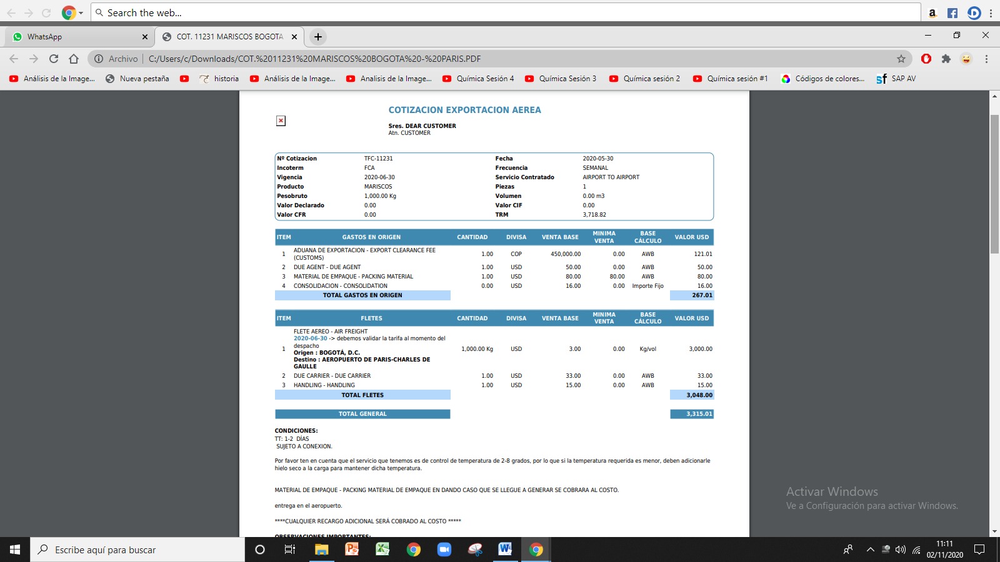 Search the web...
WhatsApp
COT. 11231 MARISCOS BOGOTA
Archivo
C:/Users/c/Downloads/COT.%2011231%20MARISCOS%20BOGOTA%20-%20PARIS.PDF
Análisis de la Image...
Nueva pestaña
historia
Análisis de la Image...
Analisis de la Image...
Química Sesión 4
Química Sesión 3
Química sesión 2
Química sesión #1
Códigos de colores...
SAP AV
COTIZACION EXPORTACION AEREA
Sres. DEAR CUSTOMER
Atn. CUSTOMER
Nº Cotizacion TFC-11231 Fecha 2020-05-30
Incoterm FCA Frecuencia SEMANAL
Vigencia 2020-06-30 Servicio Contratado AIRPORT TO AIRPORT
Producto MARISCOS Piezas 1
Pesobruto 1,000.00 Kg Volumen 0.00 m3
Valor Declarado 0.00 Valor CIF 0.00
Valor CFR 0.00 TRM 3,718.82
ITEM GASTOS EN ORIGEN CANTIDAD DIVISA VENTA BASE MINIMA VENTA BASE CÁLCULO VALOR USD
1 ADUANA DE EXPORTACION - EXPORT CLEARANCE FEE (CUSTOMS) 1.00 COP 450,000.00 0.00 AWB 121.01
2 DUE AGENT - DUE AGENT 1.00 USD 50.00 0.00 AWB 50.00
3 MATERIAL DE EMPAQUE - PACKING MATERIAL 1.00 USD 80.00 80.00 AWB 80.00
4 CONSOLIDACION - CONSOLIDATION 0.00 USD 16.00 0.00 Importe Fijo 16.00
TOTAL GASTOS EN ORIGEN 267.01
ITEM FLETES CANTIDAD DIVISA VENTA BASE MINIMA VENTA BASE CÁLCULO VALOR USD
FLETE AEREO - AIR FREIGHT
2020-06-30 -> debemos validar la tarifa al momento del
despacho
1 1,000.00 Kg USD 3.00 0.00 Kg/vol 3,000.00
Origen : BOGOTÁ, D.C.
Destino : AEROPUERTO DE PARIS-CHARLES DE
GAULLE
2 DUE CARRIER - DUE CARRIER 1.00 USD 33.00 0.00 AWB 33.00
3 HANDLING - HANDLING 1.00 USD 15.00 0.00 AWB 15.00
TOTAL FLETES 3,048.00
TOTAL GENERAL 3,315.01
CONDICIONES:
TT: 1-2 DÍAS
SUJETO A CONEXION.
Por favor ten en cuenta que el servicio que tenemos es de control de temperatura de 2-8 grados, por lo que si la temperatura requerida es menor, deben adicionarle
hielo seco a la carga para mantener dicha temperatura.
MATERIAL DE EMPAQUE - PACKING MATERIAL DE EMPAQUE EN DANDO CASO QUE SE LLEGUE A GENERAR SE COBRARA AL COSTO.
entrega en el aeropuerto.
****CUALQUIER RECARGO ADICIONAL SERÁ COBRADO AL COSTO *****
OBSERVACIONES IMPORTANTES:
Activar Windows
Ve a Configuración para activar Windows.
Escribe aquí para buscar
11:11
02/11/2020